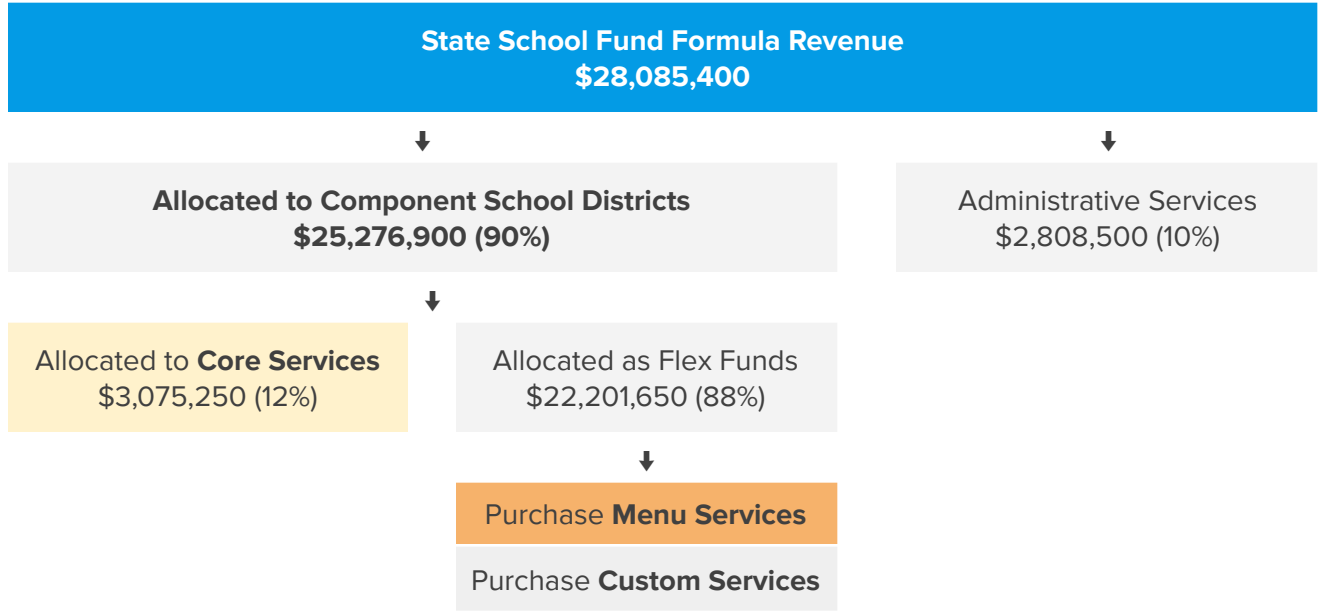 State School Fund Formula Revenue
$28,085,400
Allocated to Component School Districts
$25,276,900 (90%)
Administrative Services
$2,808,500 (10%)
Allocated to Core Services
$3,075,250 (12%)
Allocated as Flex Funds
$22,201,650 (88%)
Purchase Menu Services
Purchase Custom Services